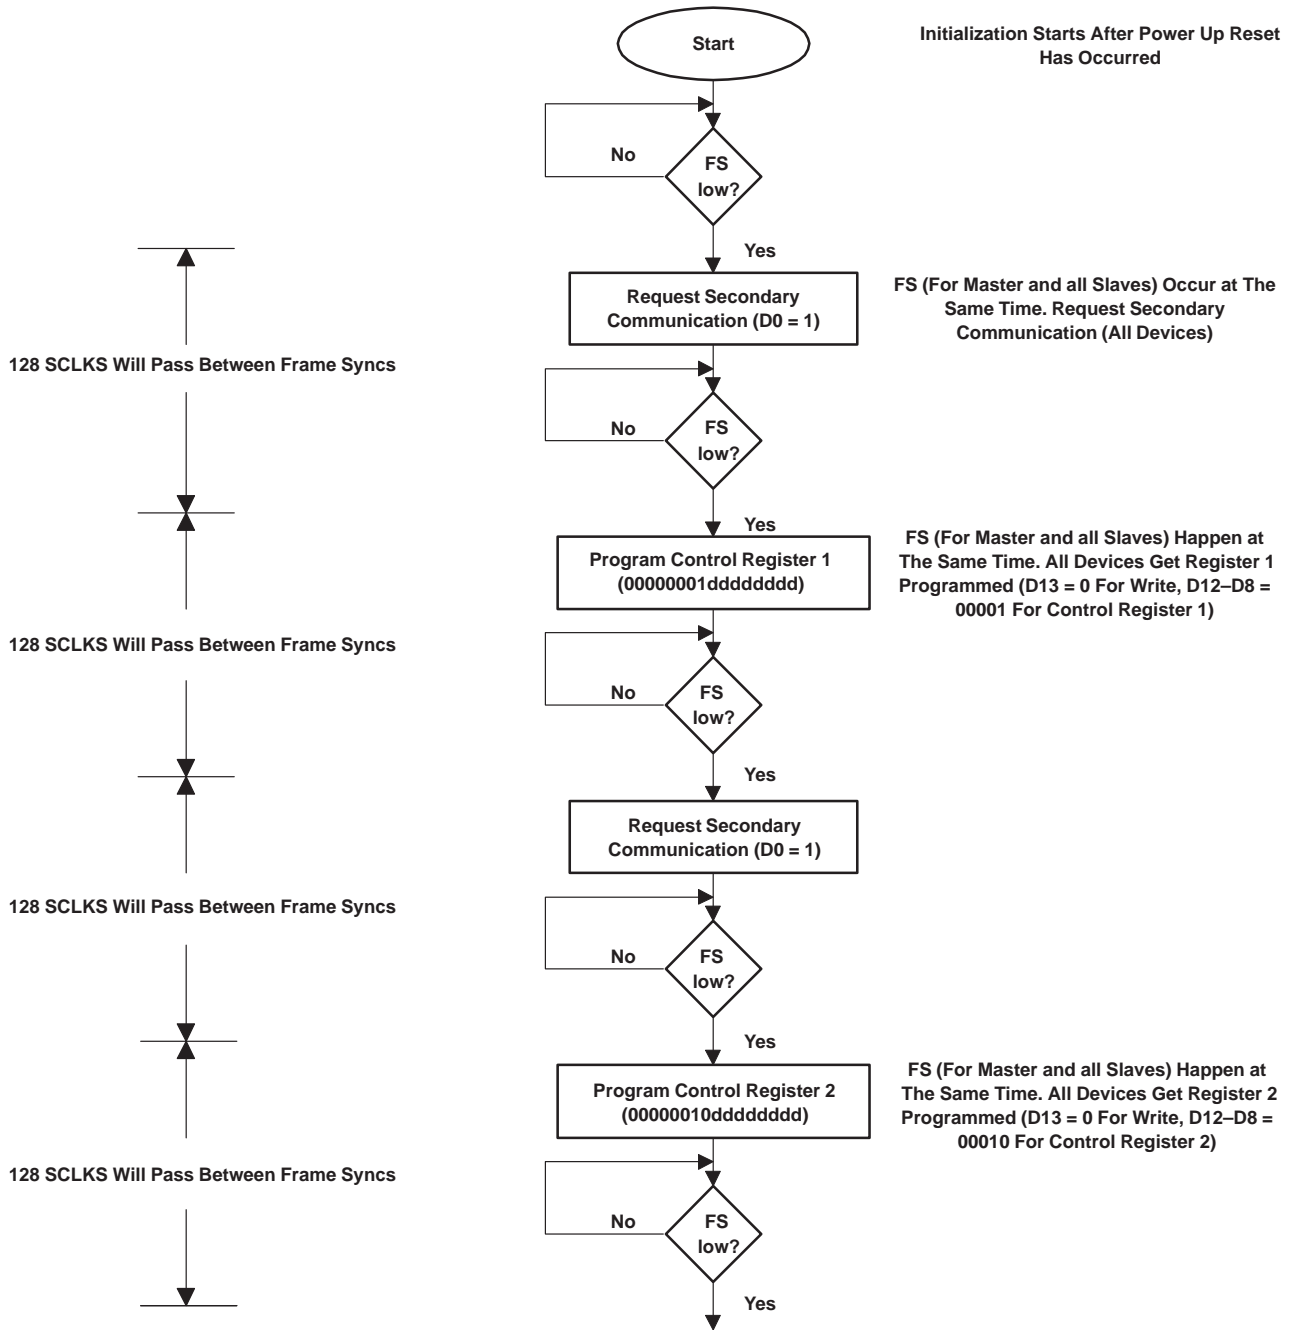 Start
Initialization Starts After Power Up Reset
Has Occurred
No
FS
low?
Yes
Request Secondary
Communication (D0 = 1)
FS (For Master and all Slaves) Occur at The
Same Time. Request Secondary
Communication (All Devices)
128 SCLKS Will Pass Between Frame Syncs
No
FS
low?
Yes
Program Control Register 1
(00000001dddddddd)
FS (For Master and all Slaves) Happen at
The Same Time. All Devices Get Register 1
Programmed (D13 = 0 For Write, D12–D8 =
00001 For Control Register 1)
128 SCLKS Will Pass Between Frame Syncs
No
FS
low?
Yes
Request Secondary
Communication (D0 = 1)
128 SCLKS Will Pass Between Frame Syncs
No
FS
low?
Yes
Program Control Register 2
(00000010dddddddd)
FS (For Master and all Slaves) Happen at
The Same Time. All Devices Get Register 2
Programmed (D13 = 0 For Write, D12–D8 =
00010 For Control Register 2)
128 SCLKS Will Pass Between Frame Syncs
No
FS
low?
Yes